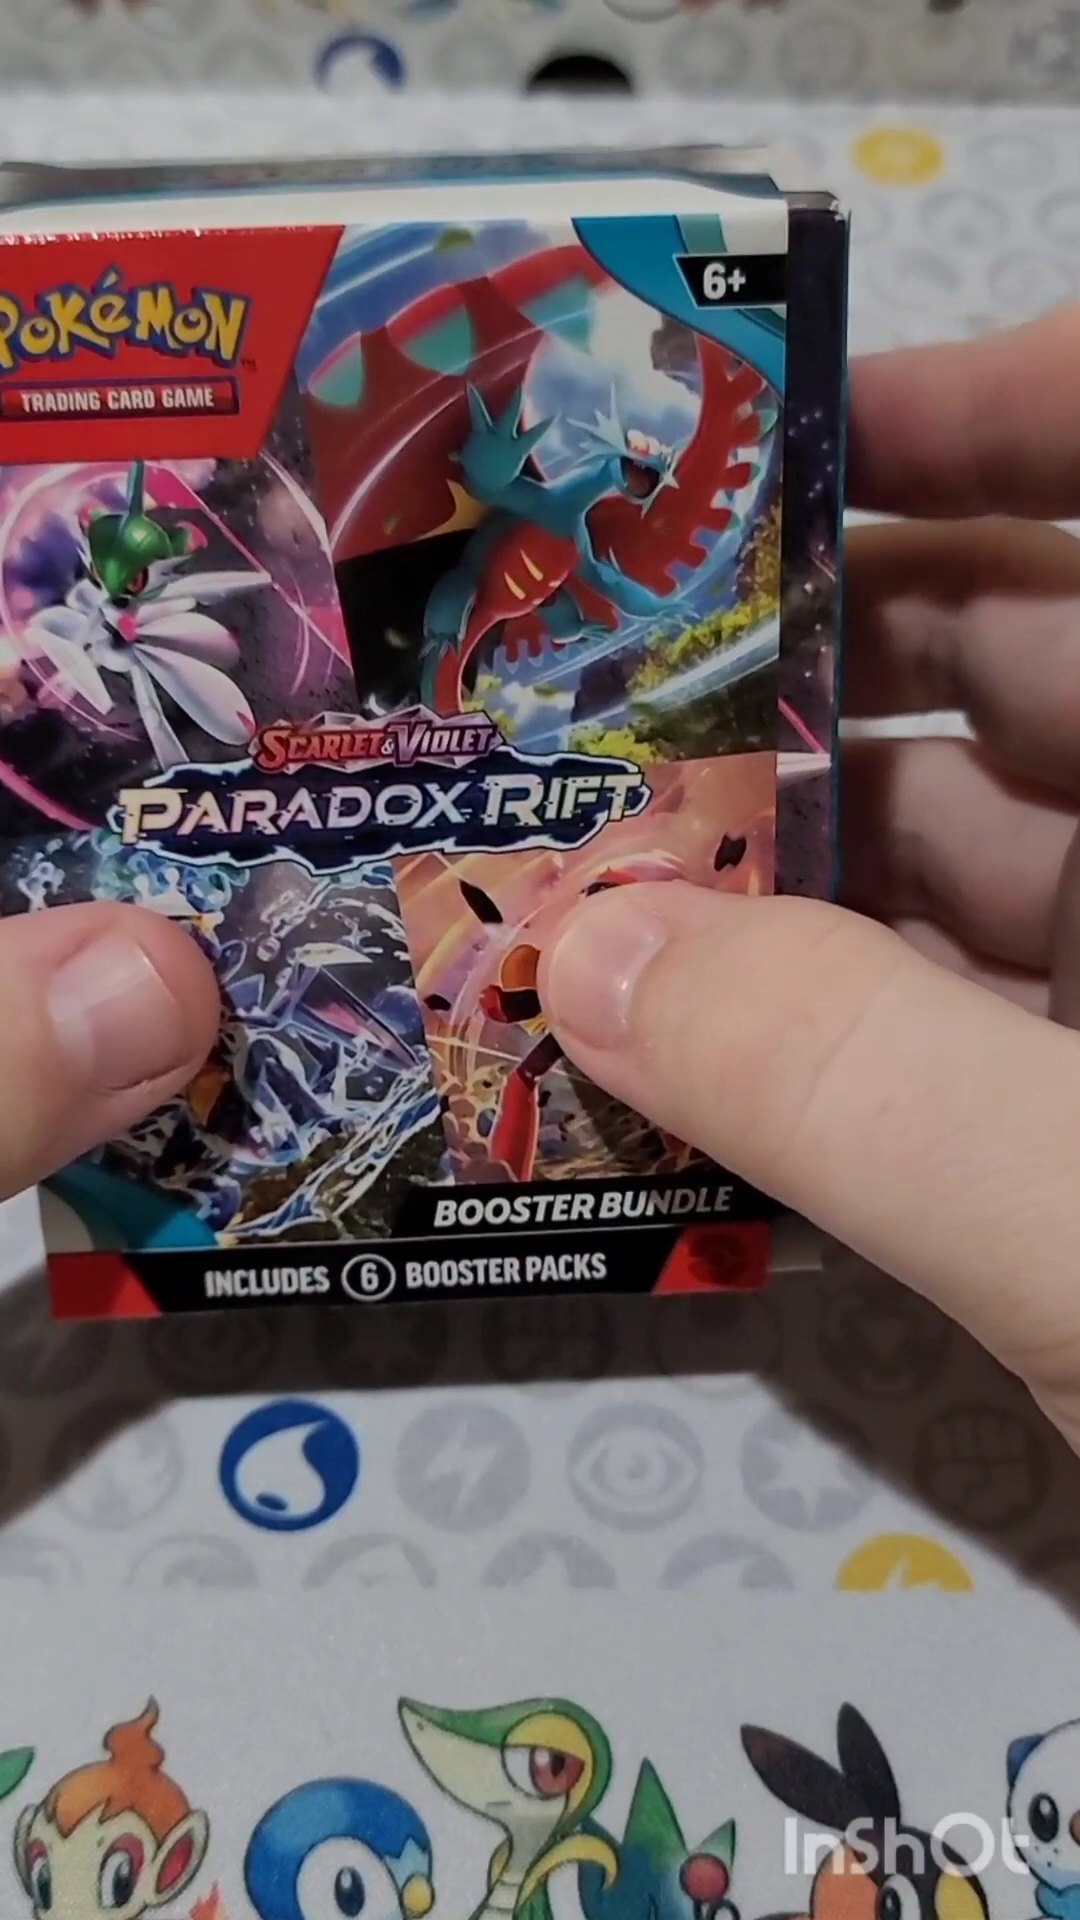 6+
POKéMON
TRADING CARD GAME
SCARLET & VIOLET
PARADOX RIFT
BOOSTER BUNDLE
INCLUDES 6 BOOSTER PACKS
InShOt